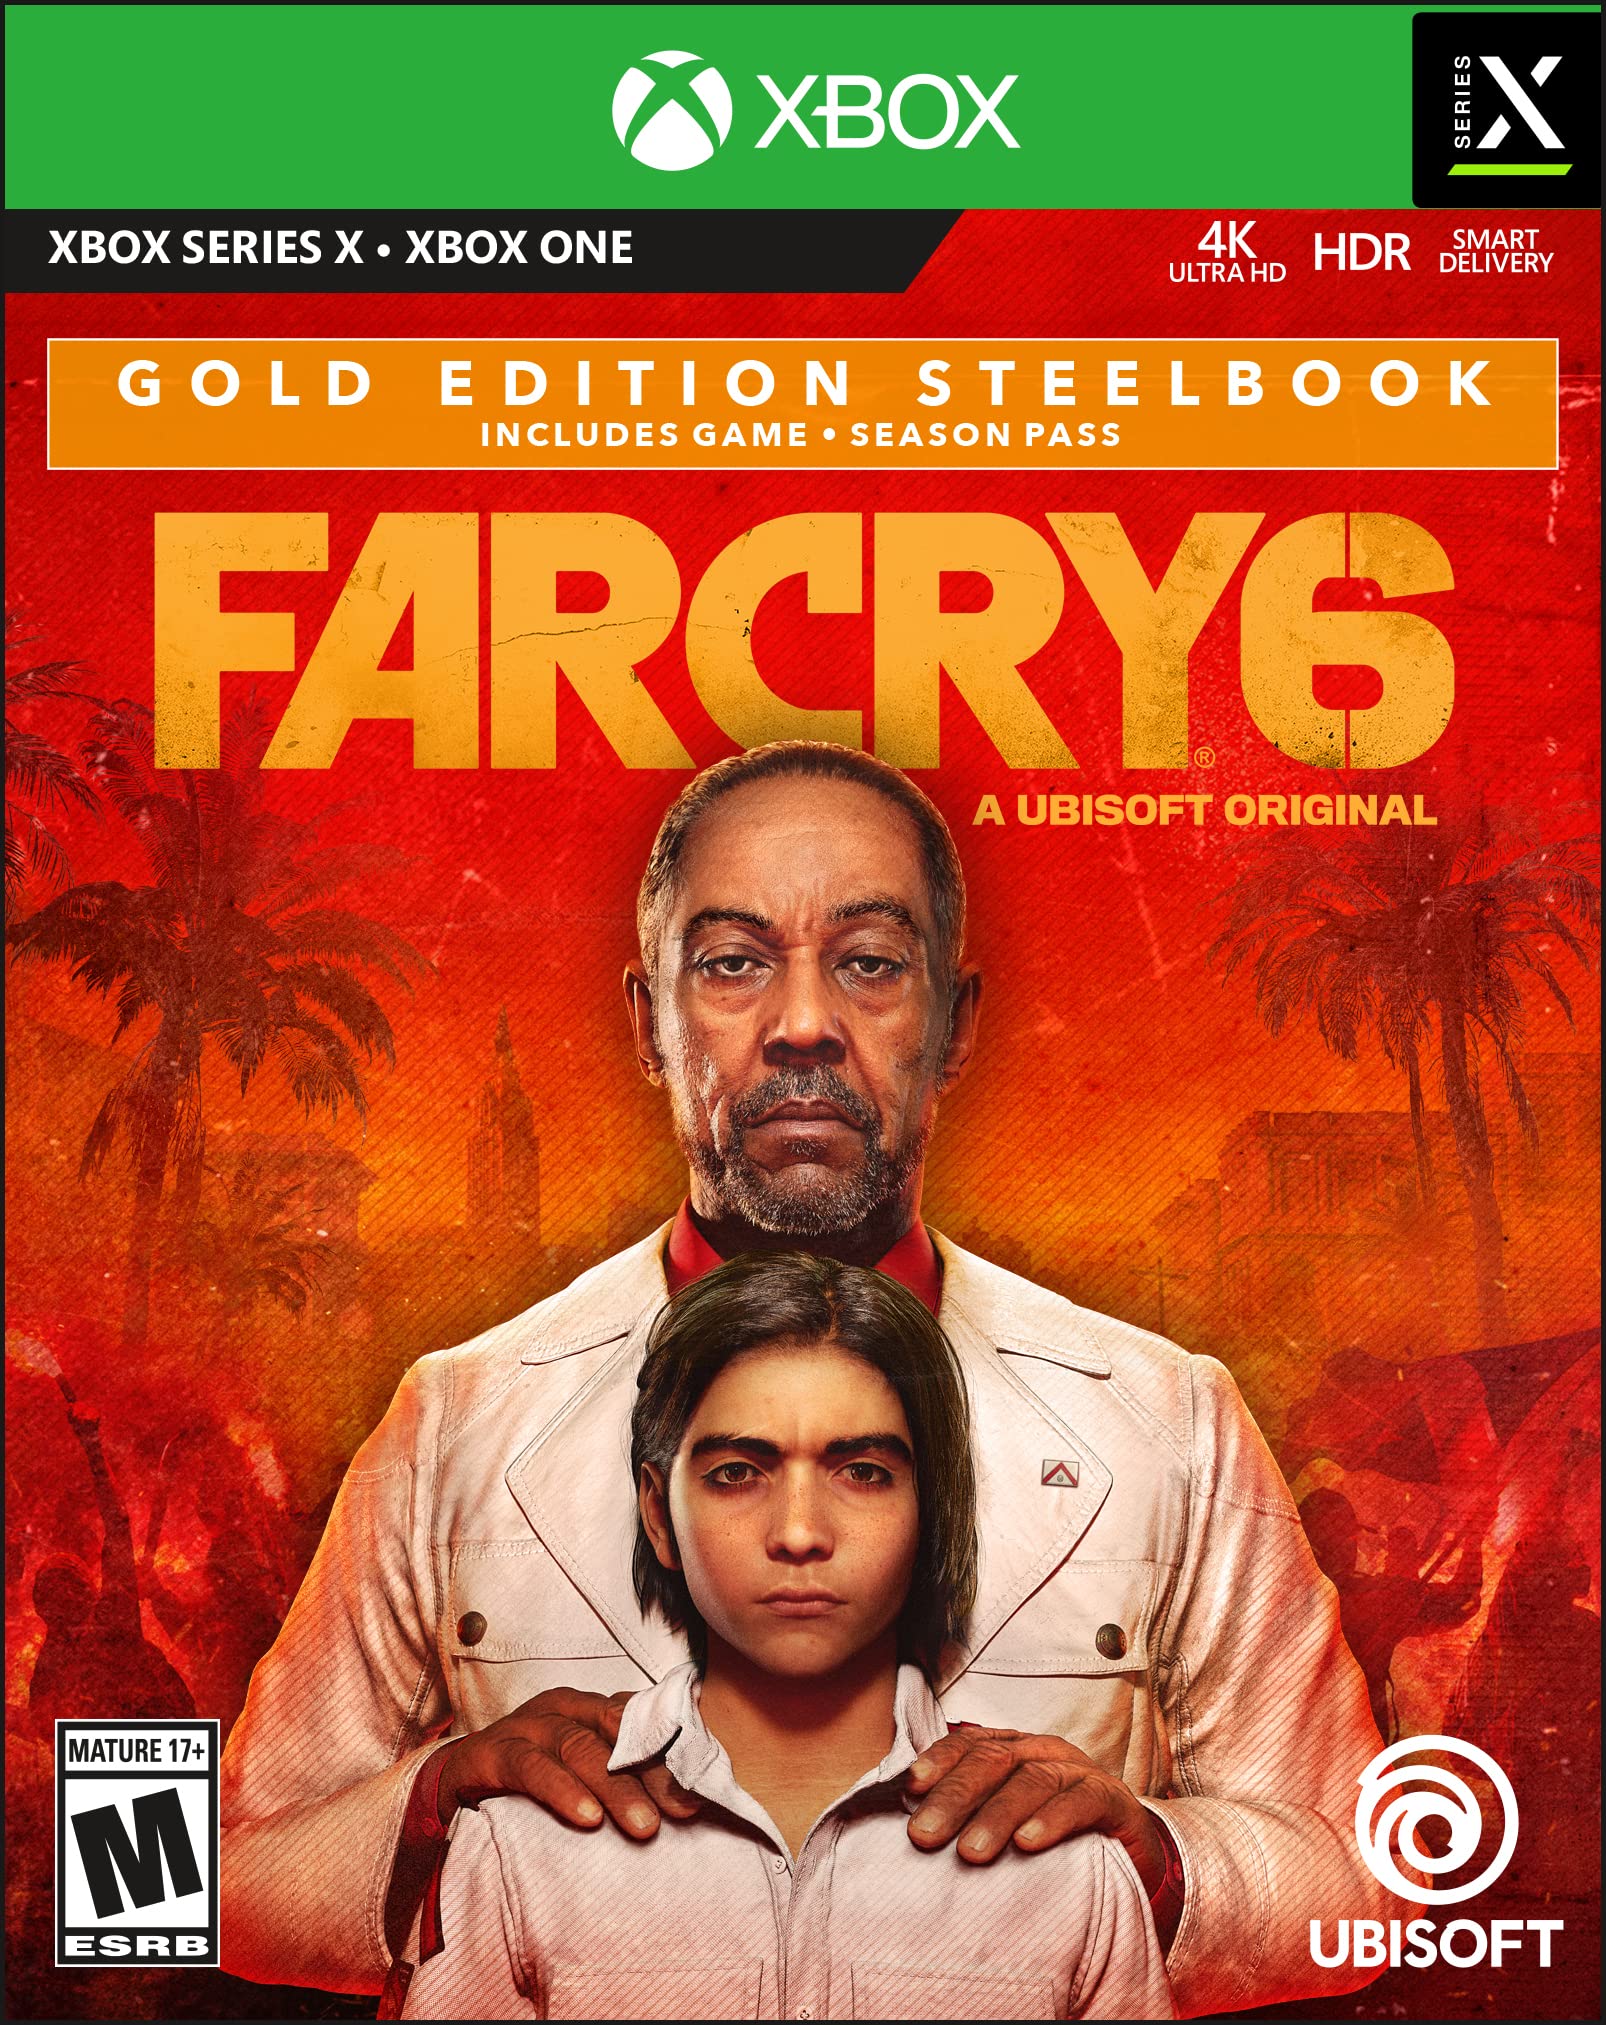 XBOX
SERIES X
XBOX SERIES X • XBOX ONE
4K
ULTRA HD
HDR
SMART
DELIVERY
GOLD EDITION STEELBOOK
INCLUDES GAME • SEASON PASS
FARCRY6®
A UBISOFT ORIGINAL
MATURE 17+
M
ESRB
UBISOFT